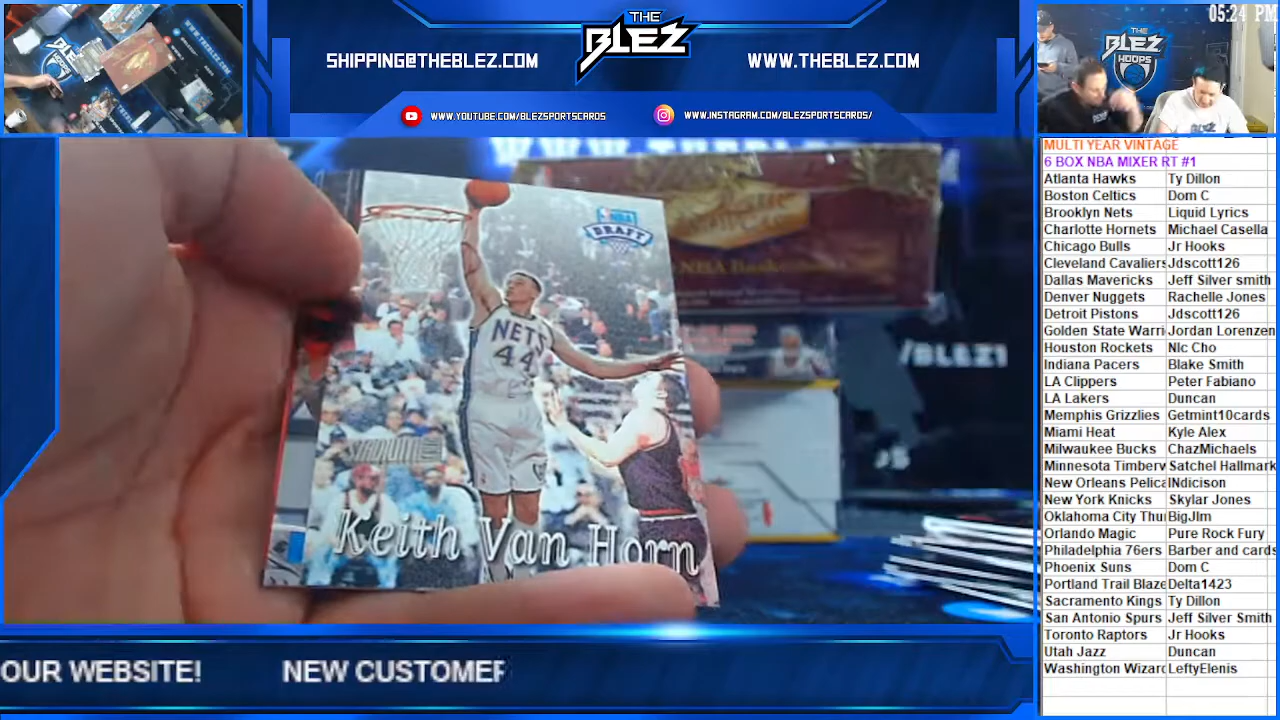 05:24 PM
THE
BLEZ
SHIPPING@THEBLEZ.COM
WWW.THEBLEZ.COM
WWW.YOUTUBE.COM/BLEZSPORTSCARDS
WWW.INSTAGRAM.COM/BLEZSPORTSCARDS/
THE
BLEZ
HOOPS
NBA
DRAFT
NETS
44
STADIUM
Keith Van Horn
/BLEZ1
MULTI YEAR VINTAGE
6 BOX NBA MIXER RT #1
Atlanta Hawks Ty Dillon
Boston Celtics Dom C
Brooklyn Nets Liquid Lyrics
Charlotte Hornets Michael Casella
Chicago Bulls Jr Hooks
Cleveland Cavaliers Jdscott126
Dallas Mavericks Jeff Silver smith
Denver Nuggets Rachelle Jones
Detroit Pistons Jdscott126
Golden State Warri Jordan Lorenzen
Houston Rockets NIc Cho
Indiana Pacers Blake Smith
LA Clippers Peter Fabiano
LA Lakers Duncan
Memphis Grizzlies Getmint10cards
Miami Heat Kyle Alex
Milwaukee Bucks ChazMichaels
Minnesota Timberw Satchel Hallmark
New Orleans Pelica INdicison
New York Knicks Skylar Jones
Oklahoma City Thu BigJIm
Orlando Magic Pure Rock Fury
Philadelphia 76ers Barber and cards
Phoenix Suns Dom C
Portland Trail Blaze Delta1423
Sacramento Kings Ty Dillon
San Antonio Spurs Jeff Silver Smith
Toronto Raptors Jr Hooks
Utah Jazz Duncan
Washington Wizard LeftyElenis
OUR WEBSITE! NEW CUSTOMER